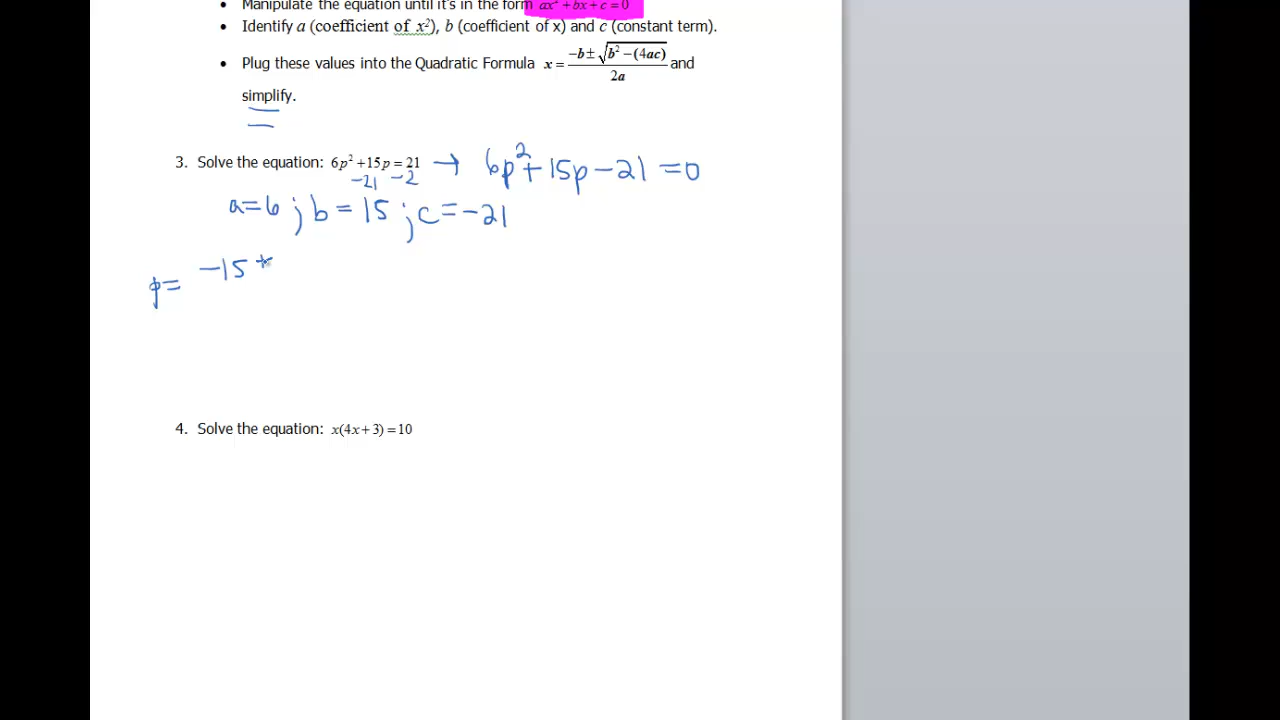 • Manipulate the equation until it's in the form ax² + bx + c = 0
• Identify a (coefficient of x²), b (coefficient of x) and c (constant term).
• Plug these values into the Quadratic Formula x = (−b ± √(b² − (4ac))) / 2a and
simplify.
3. Solve the equation: 6p² + 15p = 21 → 6p² + 15p − 21 = 0
−21 −2
a = 6 ; b = 15 ; c = −21
p = −15 +
4. Solve the equation: x(4x + 3) = 10